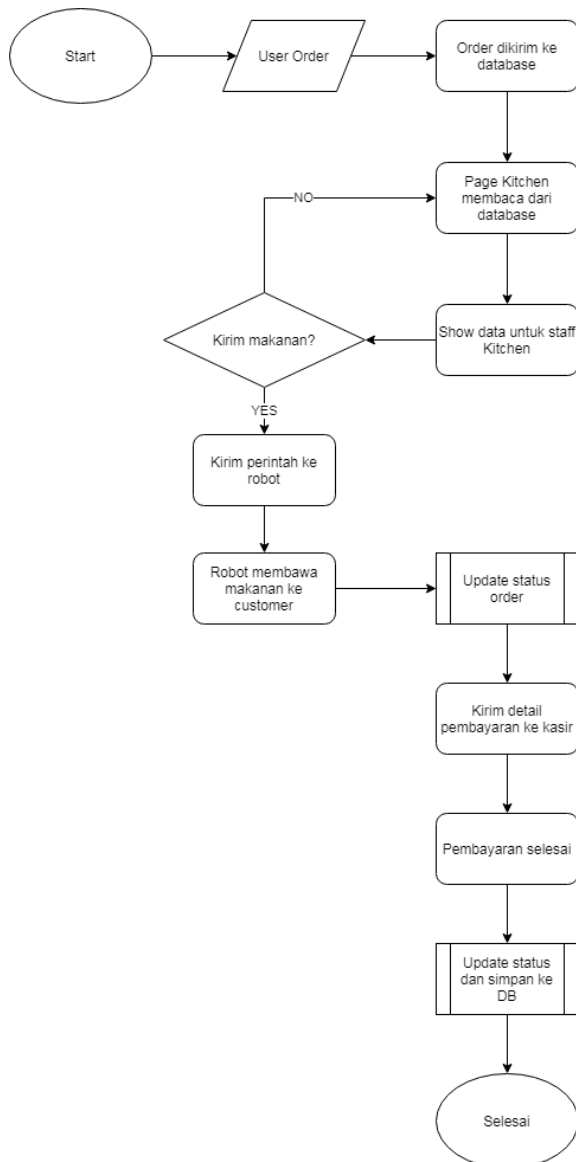 Start
User Order
Order dikirim ke
database
Page Kitchen
membaca dari
database
NO
Show data untuk staff
Kitchen
Kirim makanan?
YES
Kirim perintah ke
robot
Robot membawa
makanan ke
customer
Update status
order
Kirim detail
pembayaran ke kasir
Pembayaran selesai
Update status
dan simpan ke
DB
Selesai